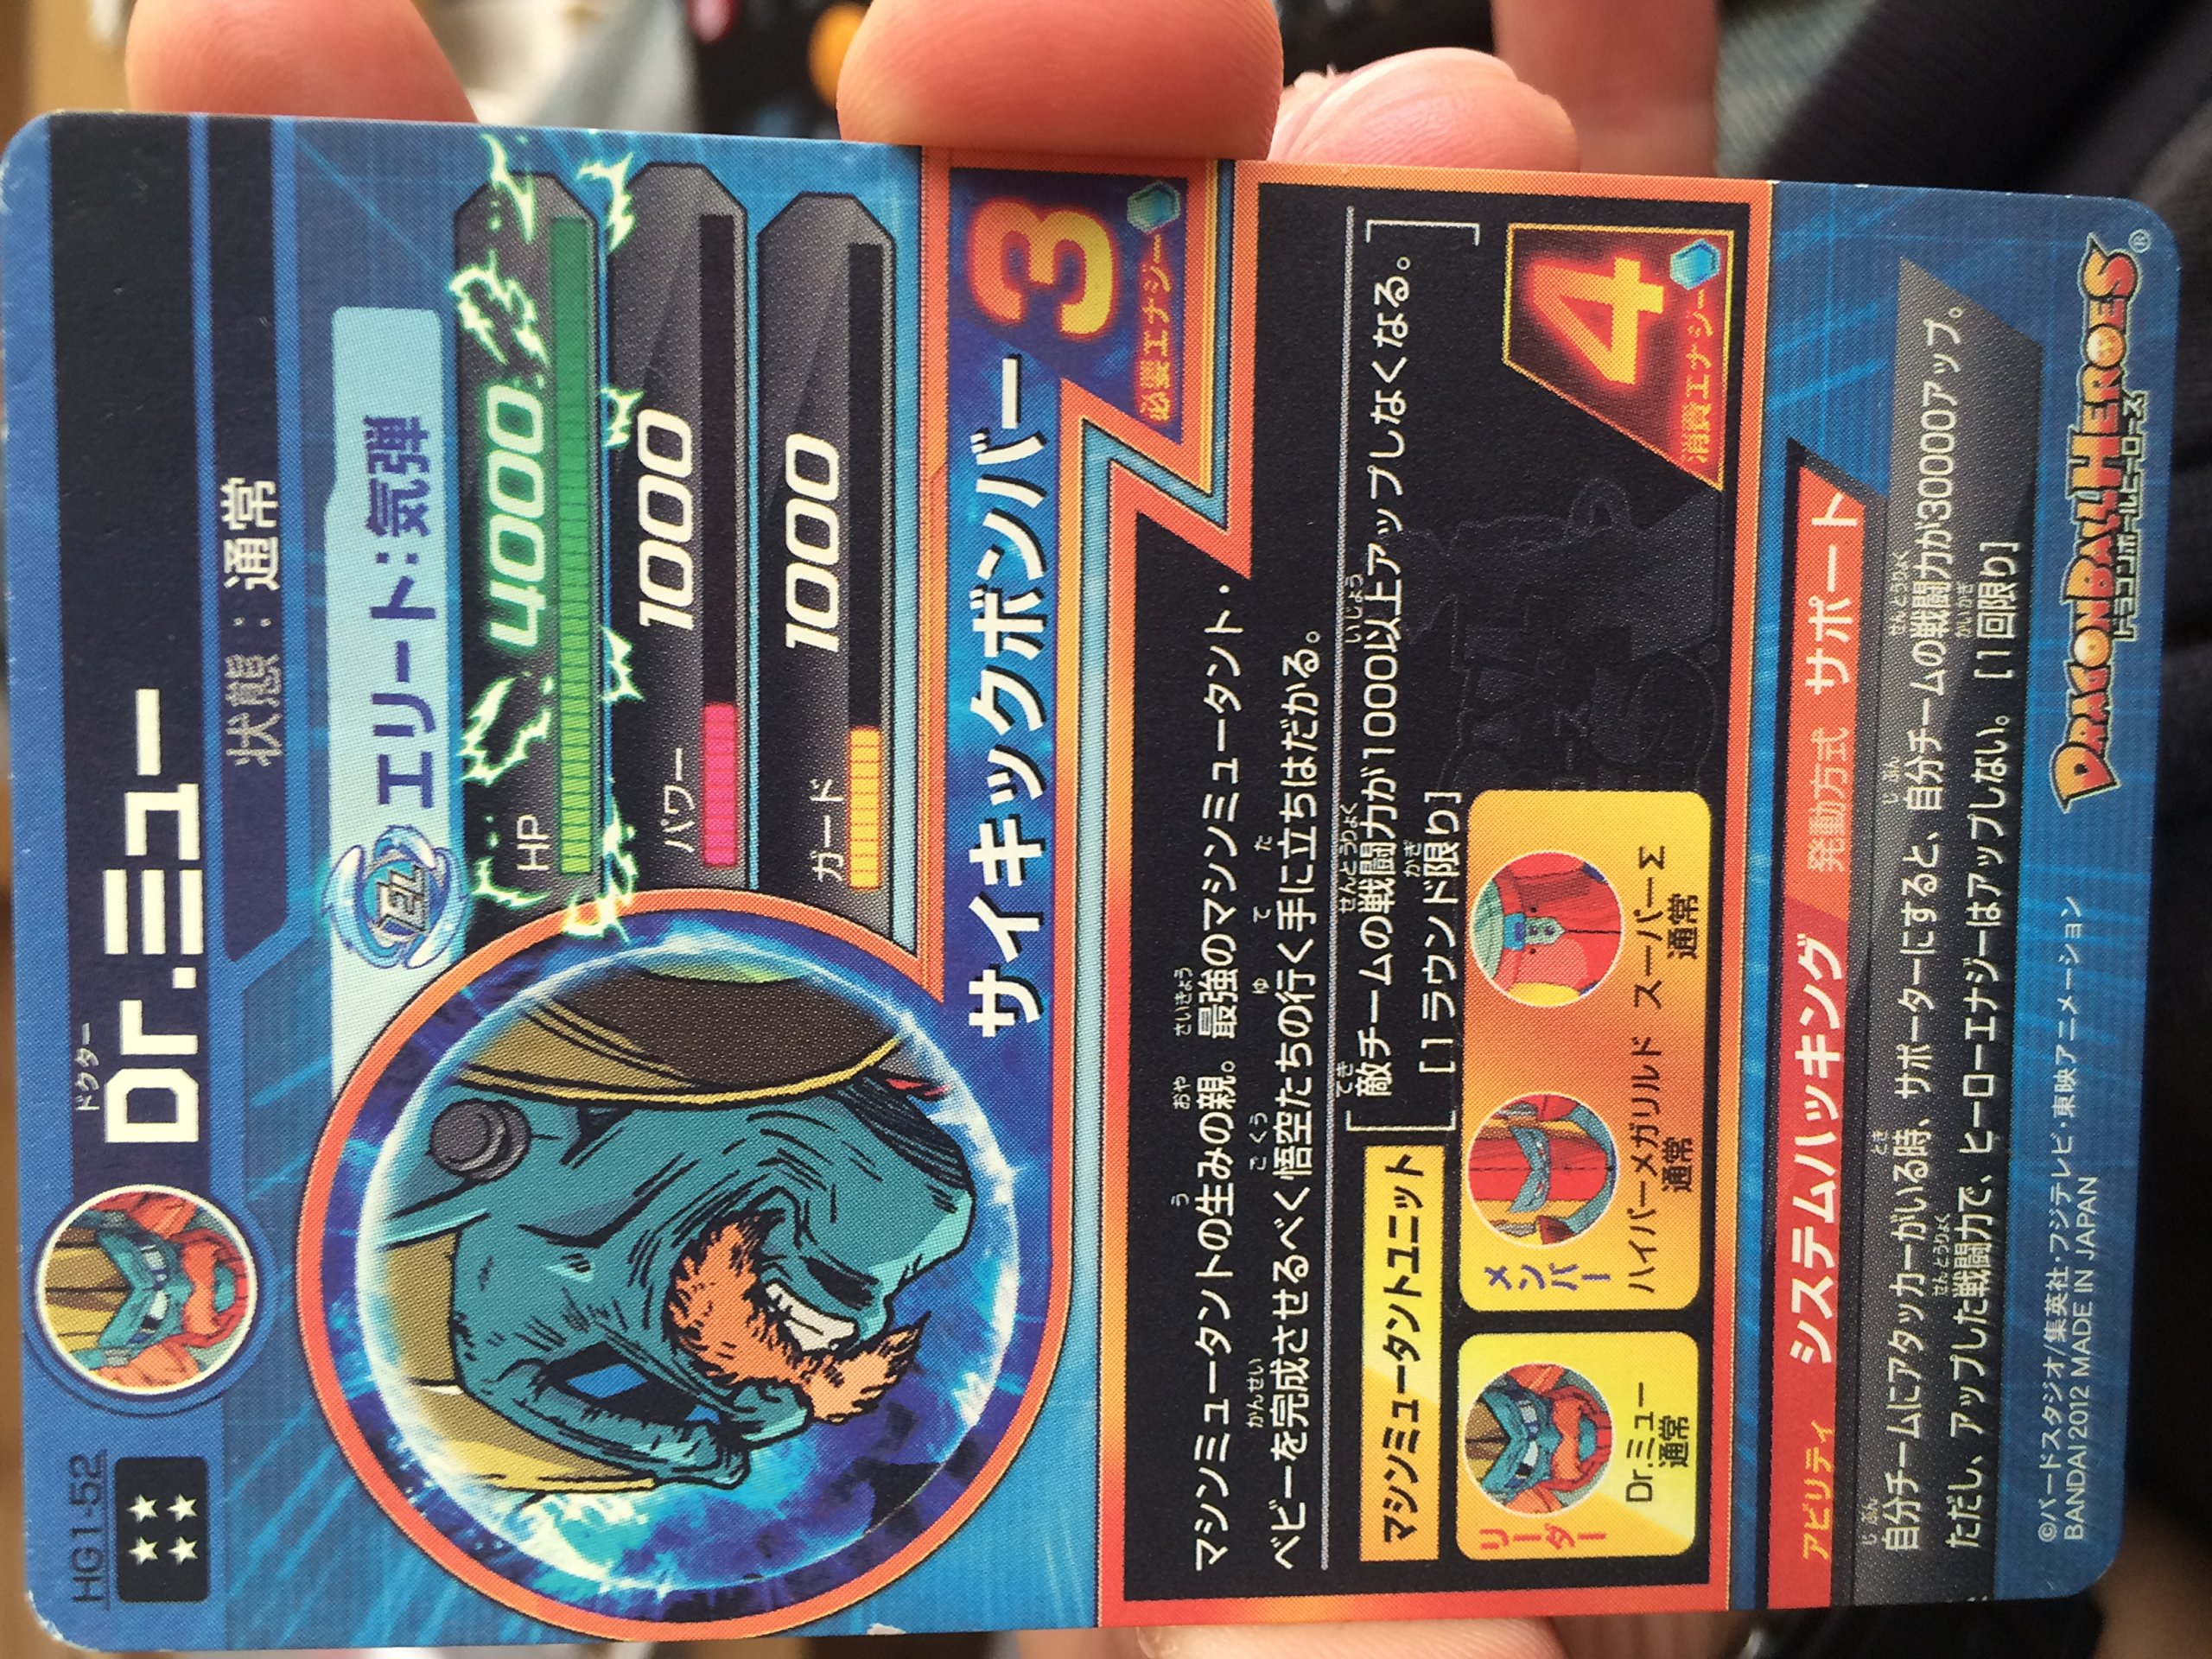 HG1-52
ドクター
Dr.ミュー
状態：通常
EL エリート：気弾
HP 4000
パワー 1000
ガード 1000
サイキックボンバー
3
必要エナジー
マシンミュータントの生みの親。最強のマシンミュータント・
ベビーを完成させるべく悟空たちの行く手に立ちはだかる。
マシンミュータントユニット
敵チームの戦闘力が1000以上アップしなくなる。
[1ラウンド限り]
4
消費エナジー
リーダー
Dr.ミュー
通常
メンバー
ハイパーメガリルド
通常
スーパーΣ
通常
アビリティ システムハッキング 発動方式 サポート
自分チームにアタッカーがいる時、サポーターにすると、自分チームの戦闘力が3000アップ。
ただし、アップした戦闘力で、ヒーローエナジーはアップしない。[1回限り]
©バードスタジオ/集英社・フジテレビ・東映アニメーション
BANDAI 2012 MADE IN JAPAN
DRAGONBALL HEROES®
ドラゴンボールヒーローズ